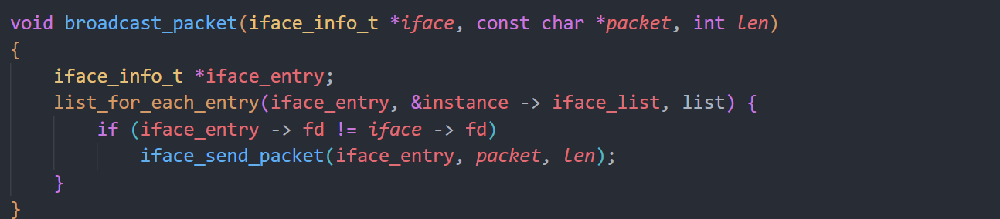 void broadcast_packet(iface_info_t *iface, const char *packet, int len)
{
    iface_info_t *iface_entry;
    list_for_each_entry(iface_entry, &instance -> iface_list, list) {
        if (iface_entry -> fd != iface -> fd)
            iface_send_packet(iface_entry, packet, len);
    }
}